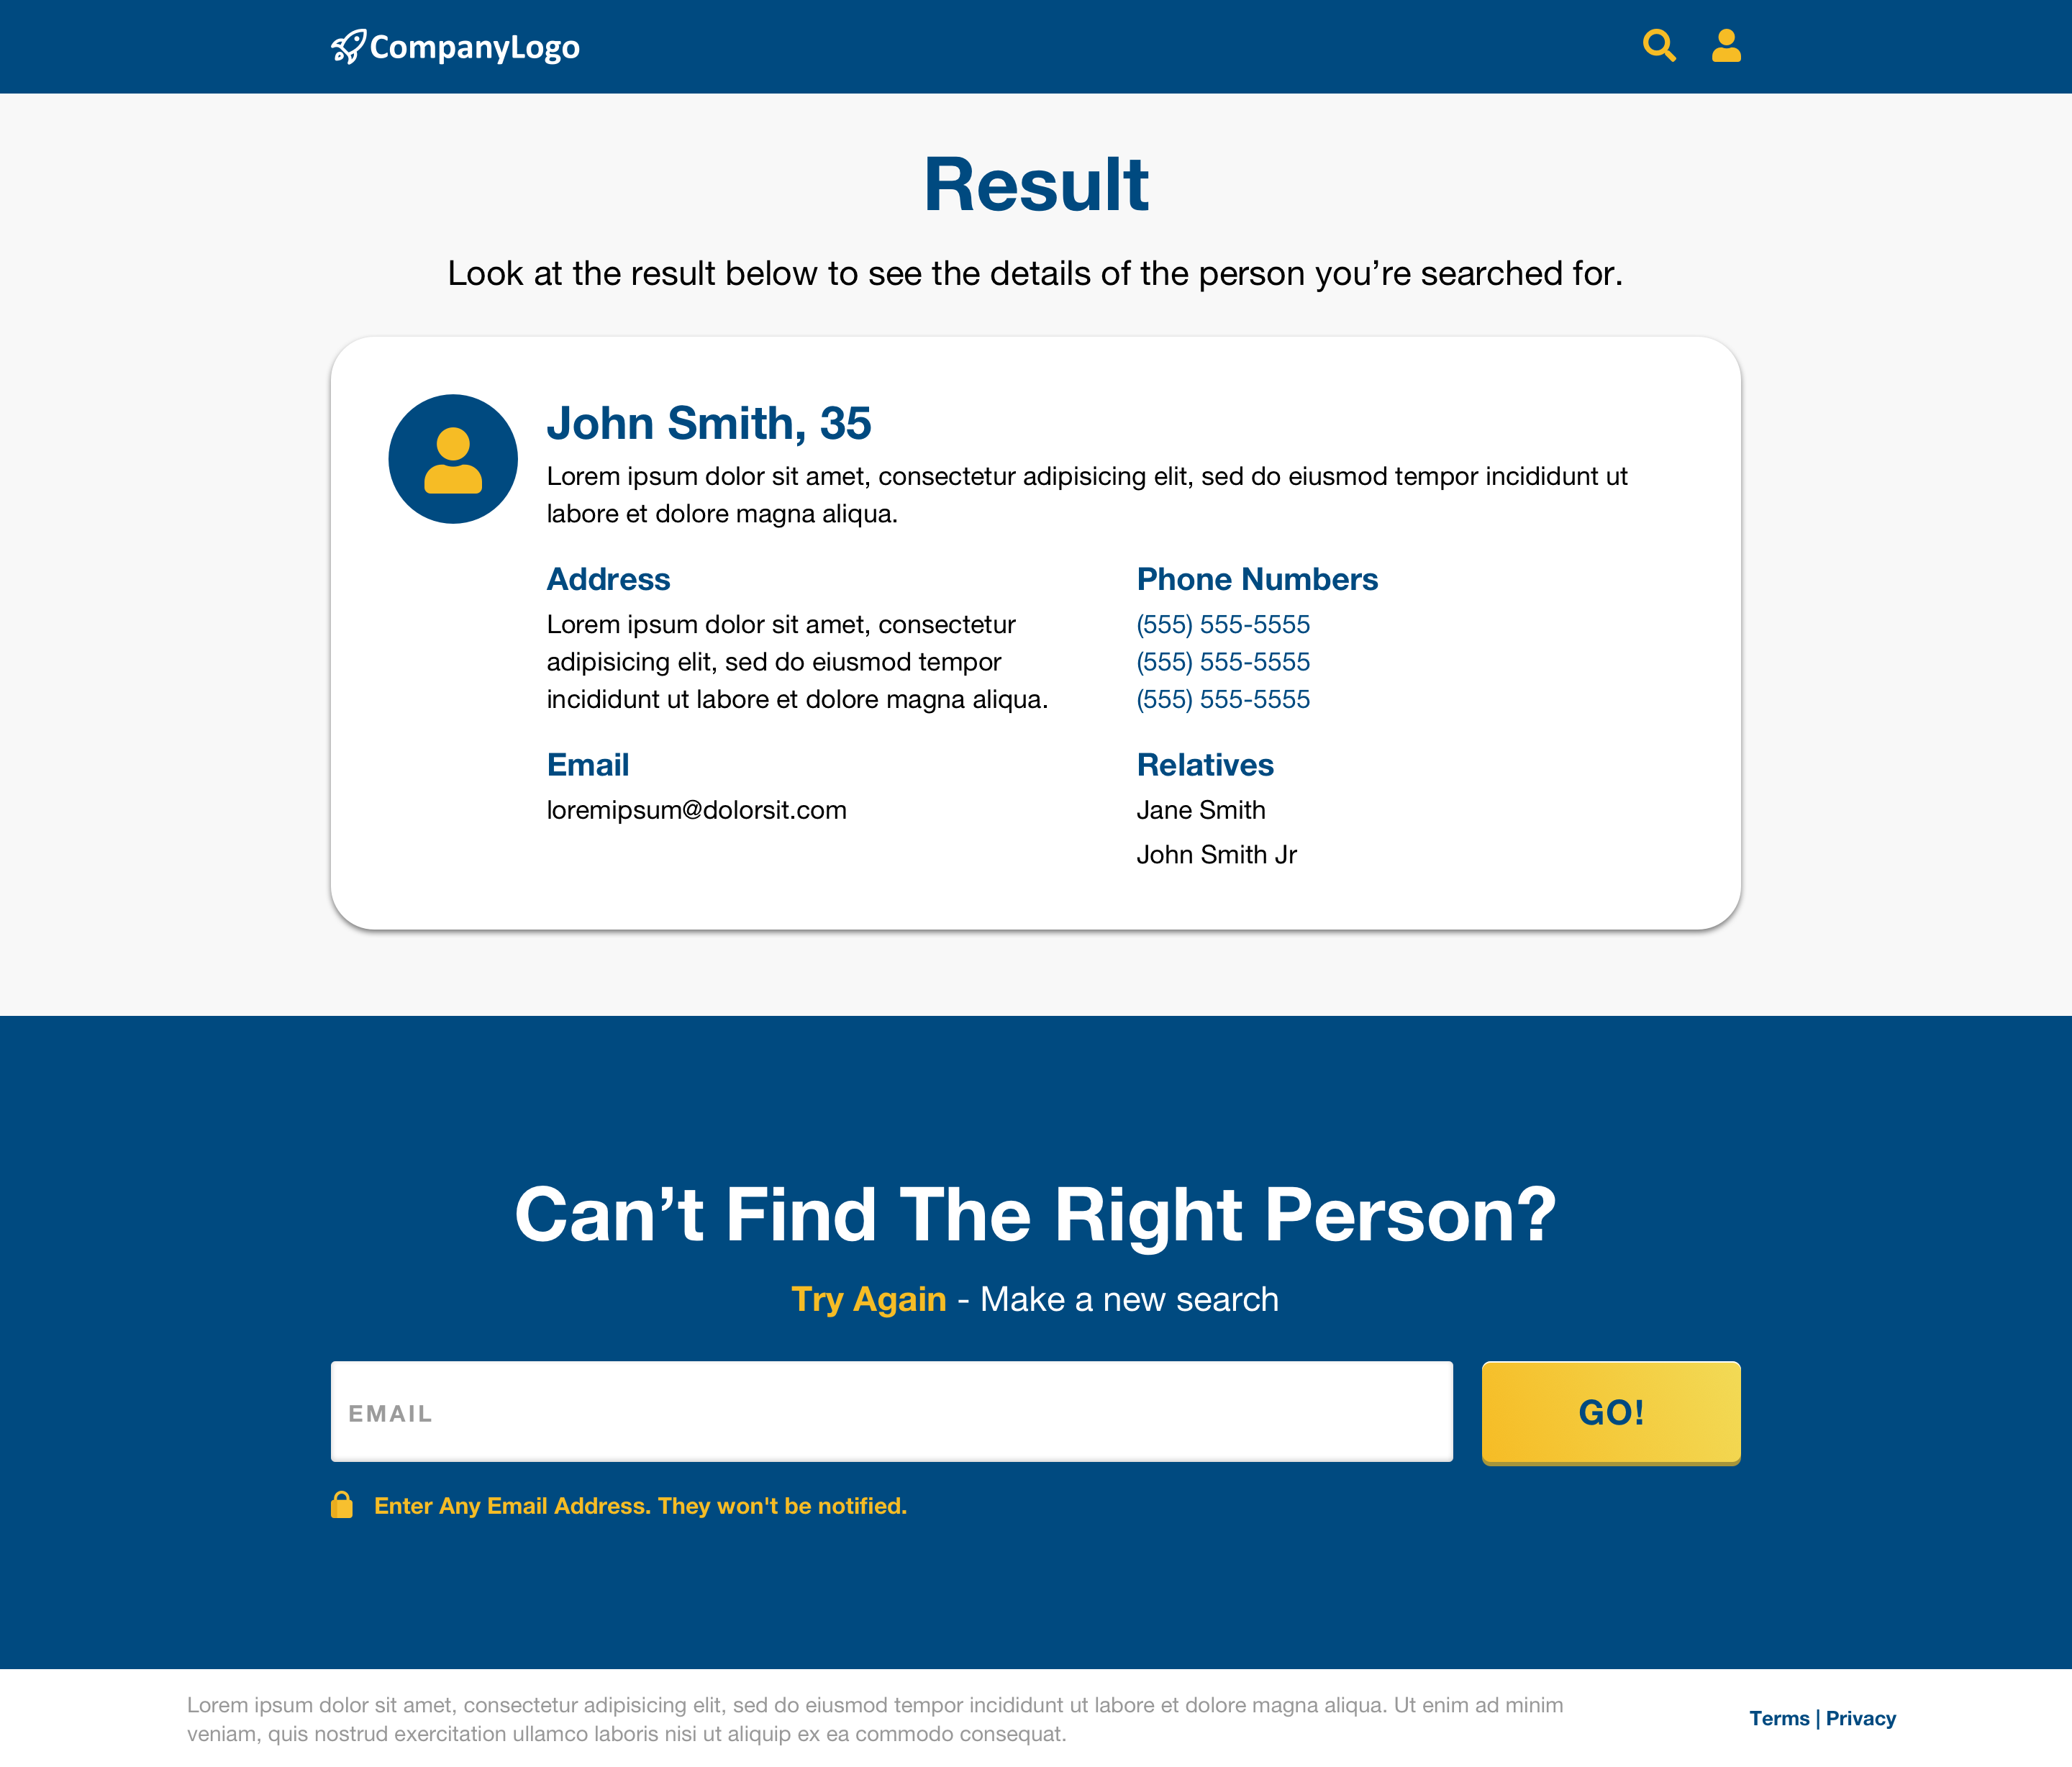 CompanyLogo
Result
Look at the result below to see the details of the person you’re searched for.
John Smith, 35
Lorem ipsum dolor sit amet, consectetur adipisicing elit, sed do eiusmod tempor incididunt ut
labore et dolore magna aliqua.
Address
Lorem ipsum dolor sit amet, consectetur
adipisicing elit, sed do eiusmod tempor
incididunt ut labore et dolore magna aliqua.
Phone Numbers
(555) 555-5555
(555) 555-5555
(555) 555-5555
Email
loremipsum@dolorsit.com
Relatives
Jane Smith
John Smith Jr
Can’t Find The Right Person?
Try Again - Make a new search
EMAIL
GO!
Enter Any Email Address. They won't be notified.
Lorem ipsum dolor sit amet, consectetur adipisicing elit, sed do eiusmod tempor incididunt ut labore et dolore magna aliqua. Ut enim ad minim
veniam, quis nostrud exercitation ullamco laboris nisi ut aliquip ex ea commodo consequat.
Terms | Privacy